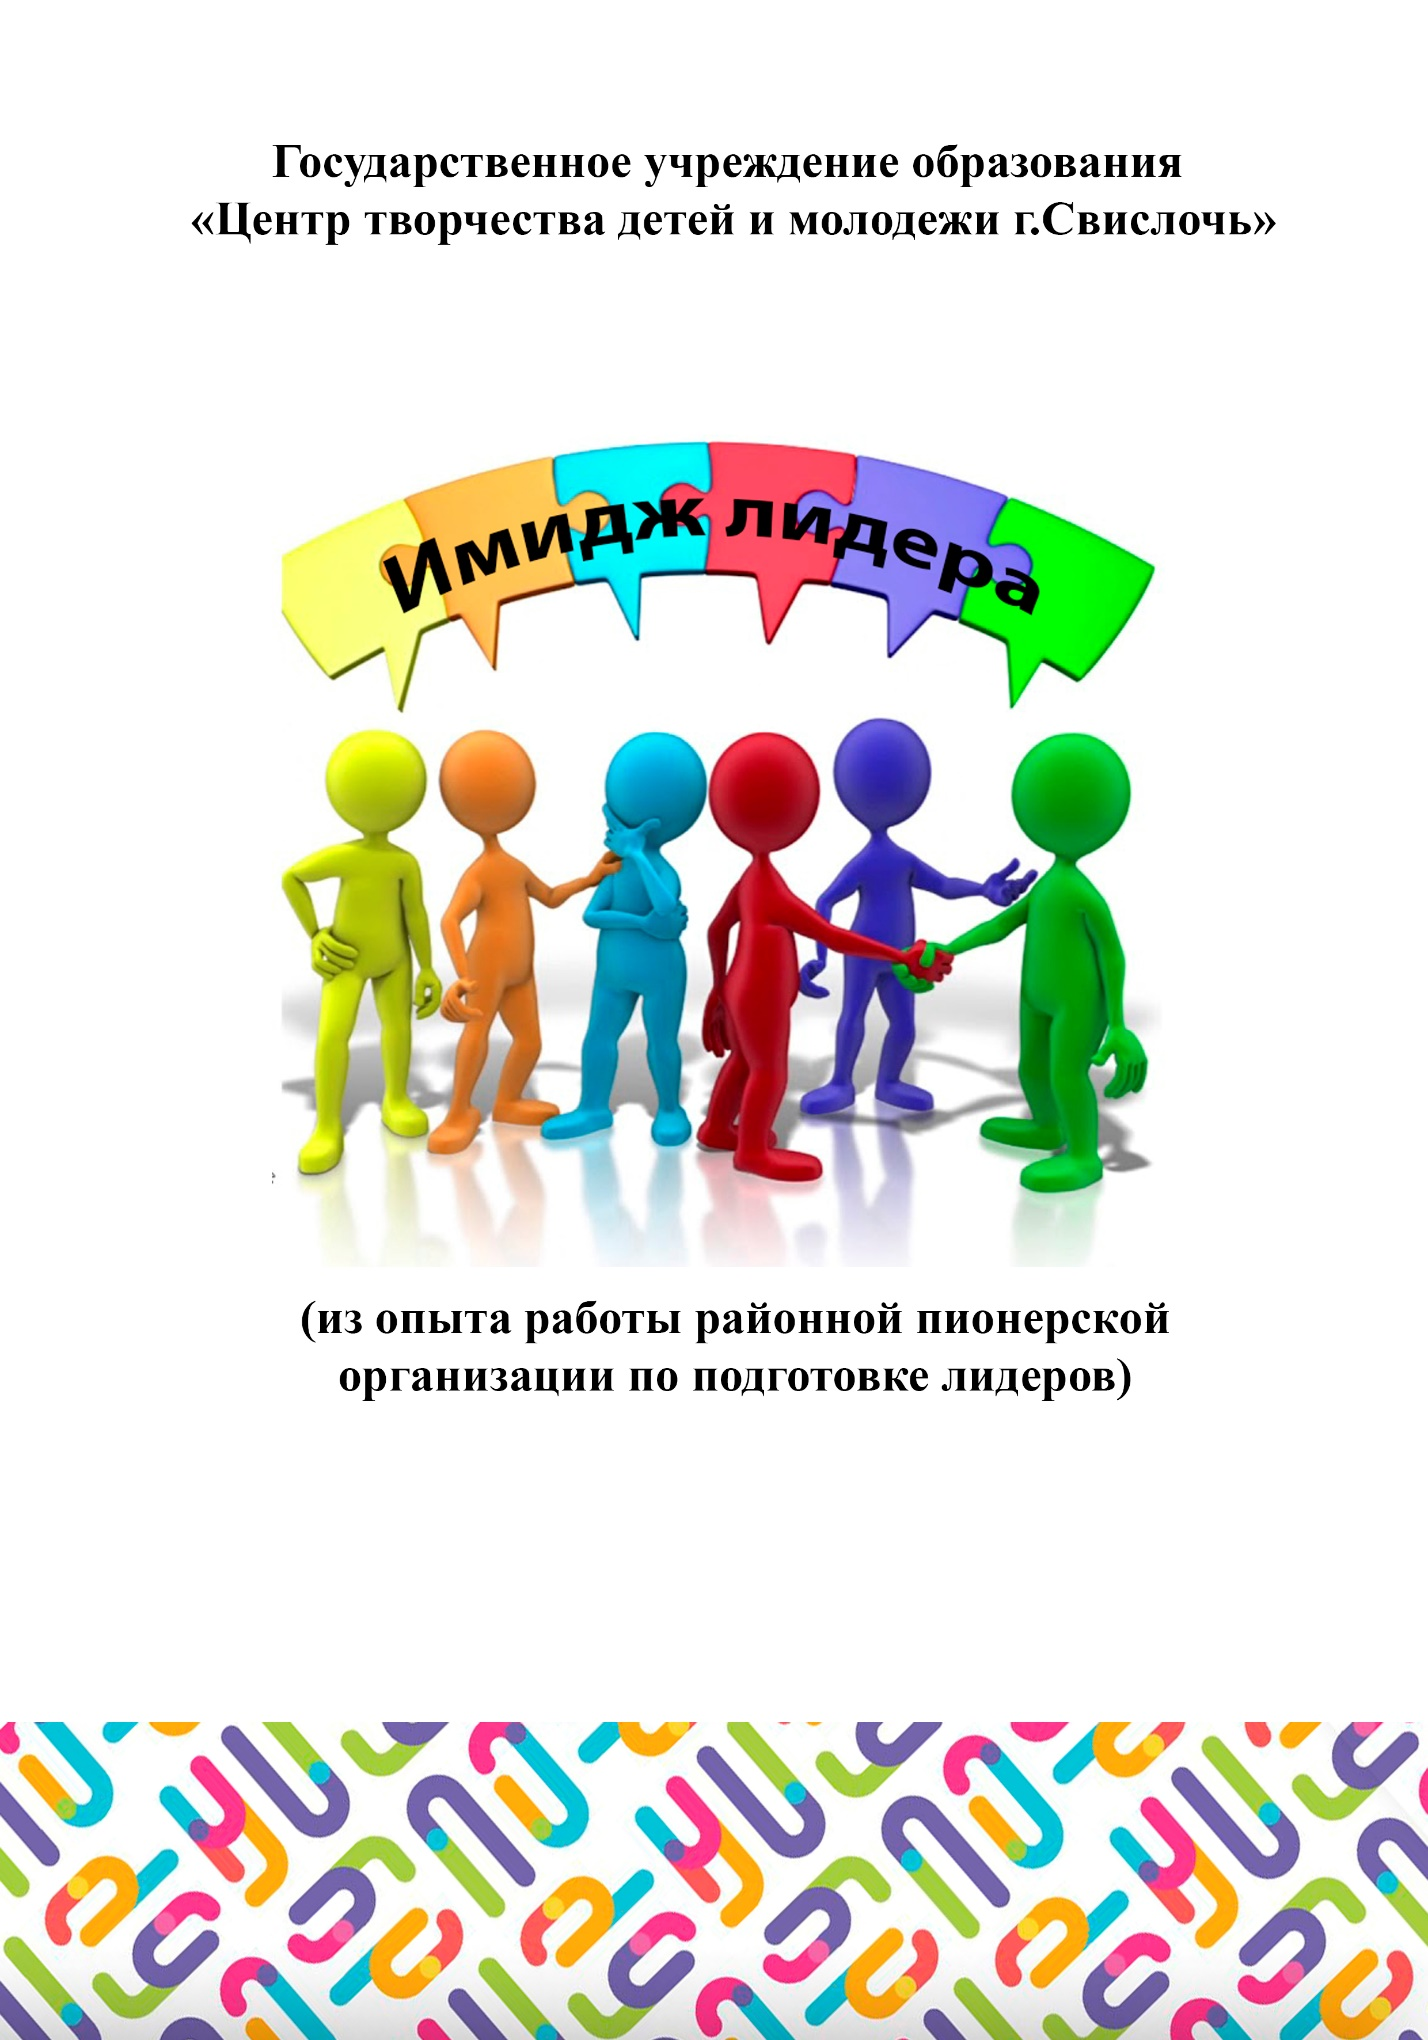 Государственное учреждение образования
«Центр творчества детей и молодежи г.Свислочь»
Имидж лидера
(из опыта работы районной пионерской
организации по подготовке лидеров)